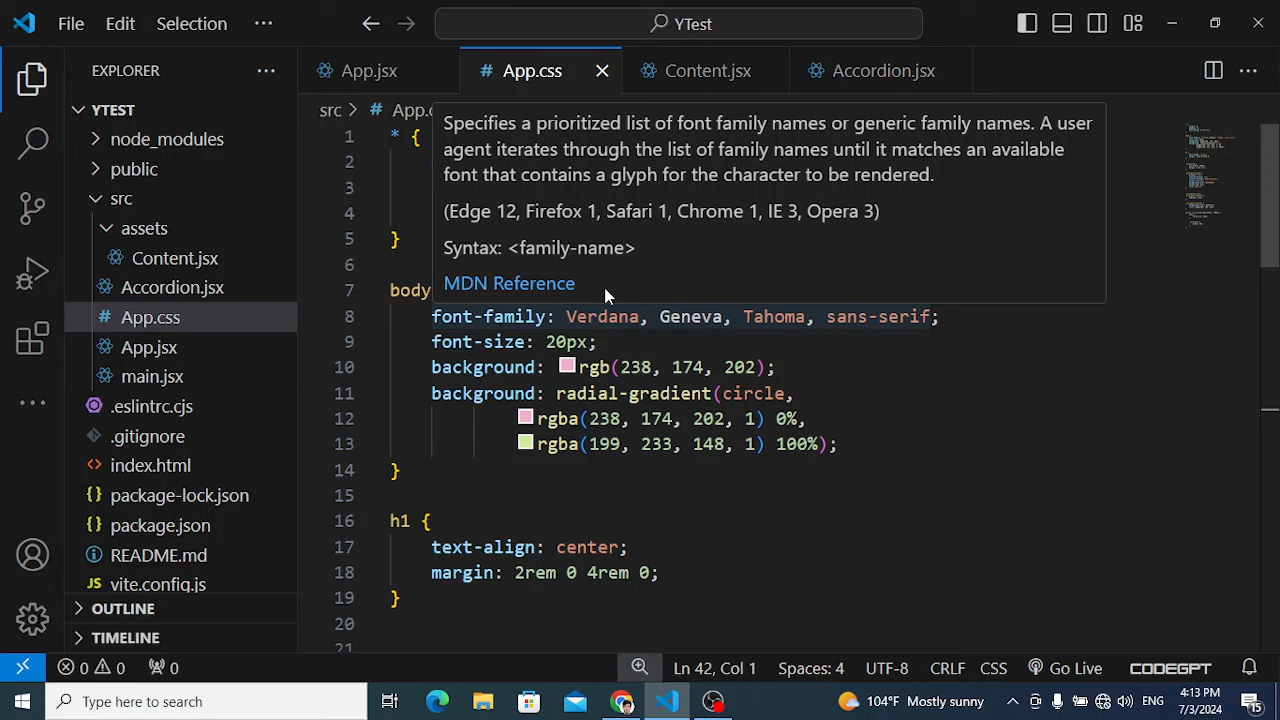 File Edit Selection ··· YTest
EXPLORER ···
App.jsx
# App.css
Content.jsx
Accordion.jsx
YTEST
node_modules
public
src
assets
Content.jsx
Accordion.jsx
# App.css
App.jsx
main.jsx
.eslintrc.cjs
.gitignore
index.html
package-lock.json
package.json
README.md
JS vite.config.js
OUTLINE
TIMELINE
src > # App.c
Specifies a prioritized list of font family names or generic family names. A user
agent iterates through the list of family names until it matches an available
font that contains a glyph for the character to be rendered.
(Edge 12, Firefox 1, Safari 1, Chrome 1, IE 3, Opera 3)
Syntax: <family-name>
MDN Reference
1 * {
2
3
4
5 }
6
7 body
8 font-family: Verdana, Geneva, Tahoma, sans-serif;
9 font-size: 20px;
10 background: rgb(238, 174, 202);
11 background: radial-gradient(circle,
12 rgba(238, 174, 202, 1) 0%,
13 rgba(199, 233, 148, 1) 100%);
14 }
15
16 h1 {
17 text-align: center;
18 margin: 2rem 0 4rem 0;
19 }
20
21
0 0 0 Ln 42, Col 1 Spaces: 4 UTF-8 CRLF CSS Go Live CODEGPT
Type here to search 104°F Mostly sunny ENG 4:13 PM
7/3/2024 15